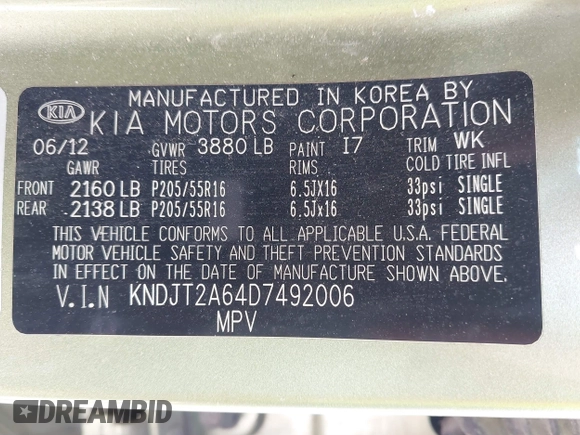 MANUFACTURED IN KOREA BY
KIA KIA MOTORS CORPORATION
06/12 GVWR 3880 LB PAINT I7 TRIM WK
GAWR TIRES RIMS COLD TIRE INFL
FRONT 2160 LB P205/55R16 6.5JX16 33psi SINGLE
REAR 2138 LB P205/55R16 6.5Jx16 33psi SINGLE
THIS VEHICLE CONFORMS TO ALL APPLICABLE U.S.A. FEDERAL
MOTOR VEHICLE SAFETY AND THEFT PREVENTION STANDARDS
IN EFFECT ON THE DATE OF MANUFACTURE SHOWN ABOVE.
V.I.N KNDJT2A64D7492006
MPV
DREAMBID